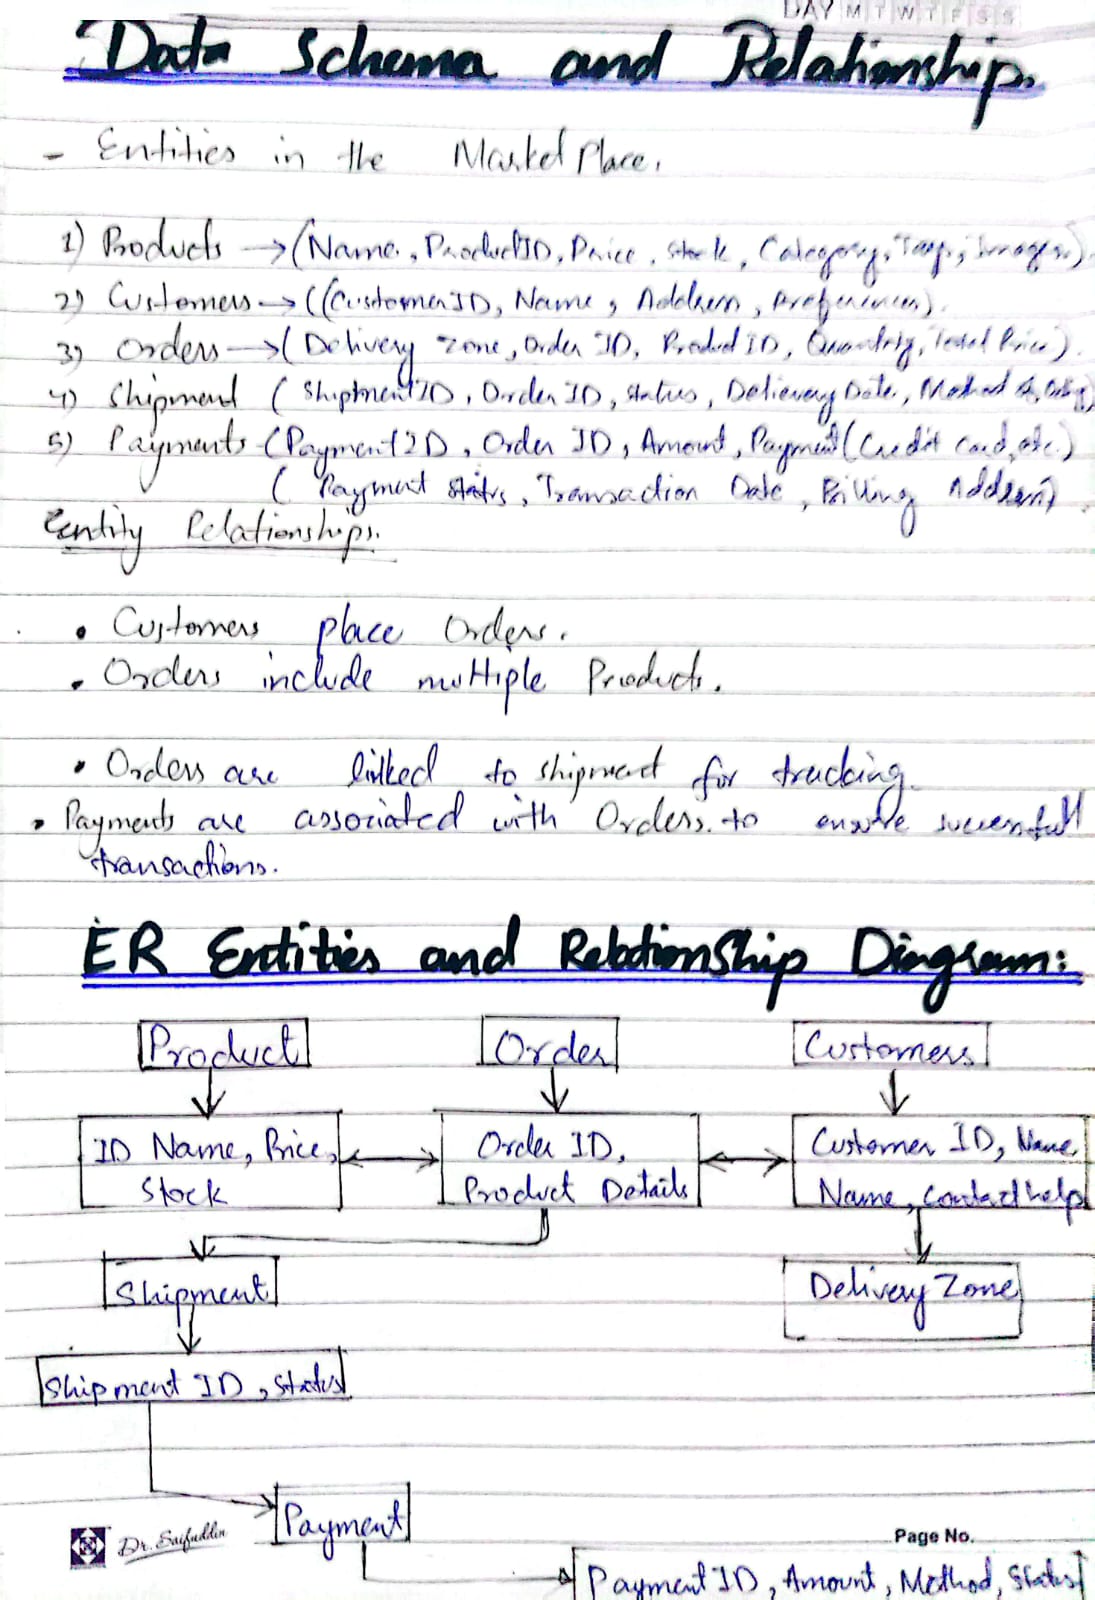 DAY M T W T F S S
Data Schema and Relationship.
- Entities in the Market Place.
1) Products → (Name, ProductID, Price, Stock, Category, Tags, Images).
2) Customers → ((CustomerID, Name, Address, Preferences).
3) Orders → (Delivery Zone, Order ID, Product ID, Quantity, Total Price).
4) Shipment (ShiptmentID, Order ID, Status, Delievery Date, Method
5) Payments - (Payment ID, Order ID, Amount, Payment (Credit Card, etc.)
( Payment Status, Transaction Date, Billing Address)
Entity Relationships.
• Customers place Orders.
• Orders include multiple Products.
• Orders are linked to shipment for tracking.
• Payments are associated with Orders. to ensure successfull
transactions.
ER Entities and Relationship Diagram:
Product Order Customers
ID Name, Price, Order ID, Customer ID, Name,
Stock Product Details Name, Contact help
Shipment Delivery Zone
Shipment ID, Status
Payment
Dr. Saifuddin Page No.
Payment ID, Amount, Method, Status